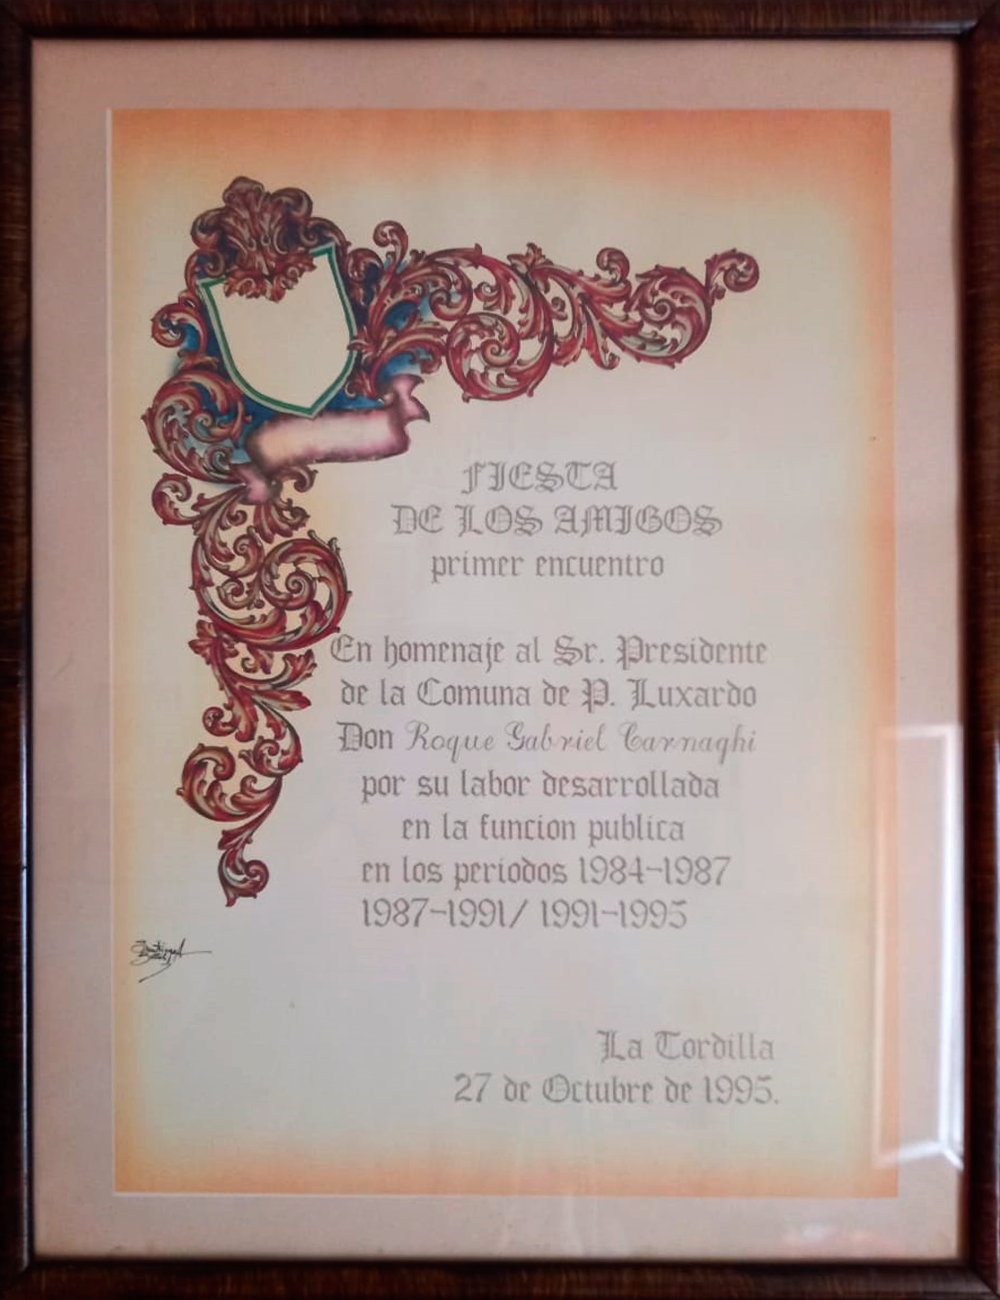 FIESTA
DE LOS AMIGOS
primer encuentro
En homenaje al Sr. Presidente
de la Comuna de P. Luxardo
Don Roque Gabriel Carnaghi
por su labor desarrollada
en la funcion publica
en los periodos 1984-1987
1987-1991/ 1991-1995
La Tordilla
27 de Octubre de 1995.